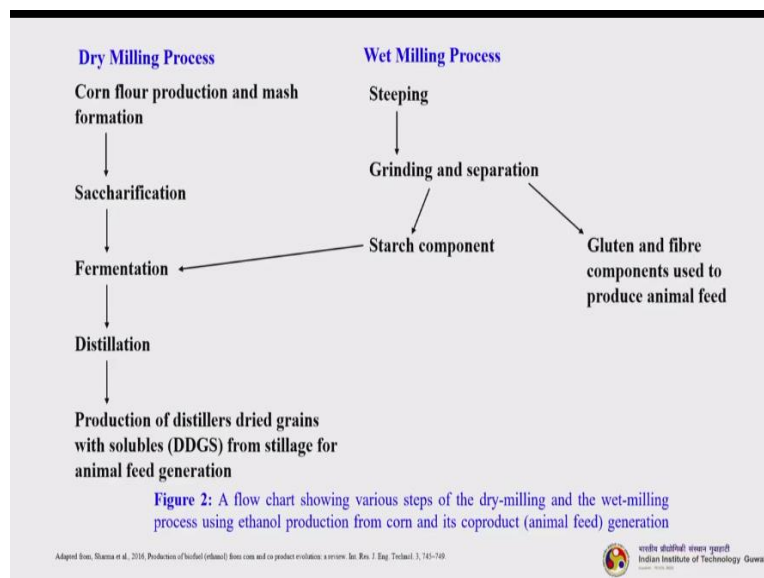 Dry Milling Process
Wet Milling Process
Corn flour production and mash
formation
Steeping
Grinding and separation
Saccharification
Starch component
Gluten and fibre
components used to
produce animal feed
Fermentation
Distillation
Production of distillers dried grains
with solubles (DDGS) from stillage for
animal feed generation
Figure 2: A flow chart showing various steps of the dry-milling and the wet-milling
process using ethanol production from corn and its coproduct (animal feed) generation
Adapted from, Sharma et al., 2016, Production of biofuel (ethanol) from corn and co product evolution: a review. Int. Res. J. Eng. Technol. 3, 745–749.
भारतीय प्रौद्योगिकी संस्थान गुवाहाटी
Indian Institute of Technology Guwa